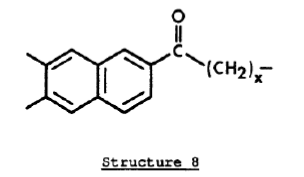 O
C
(CH2)x—
Structure 8